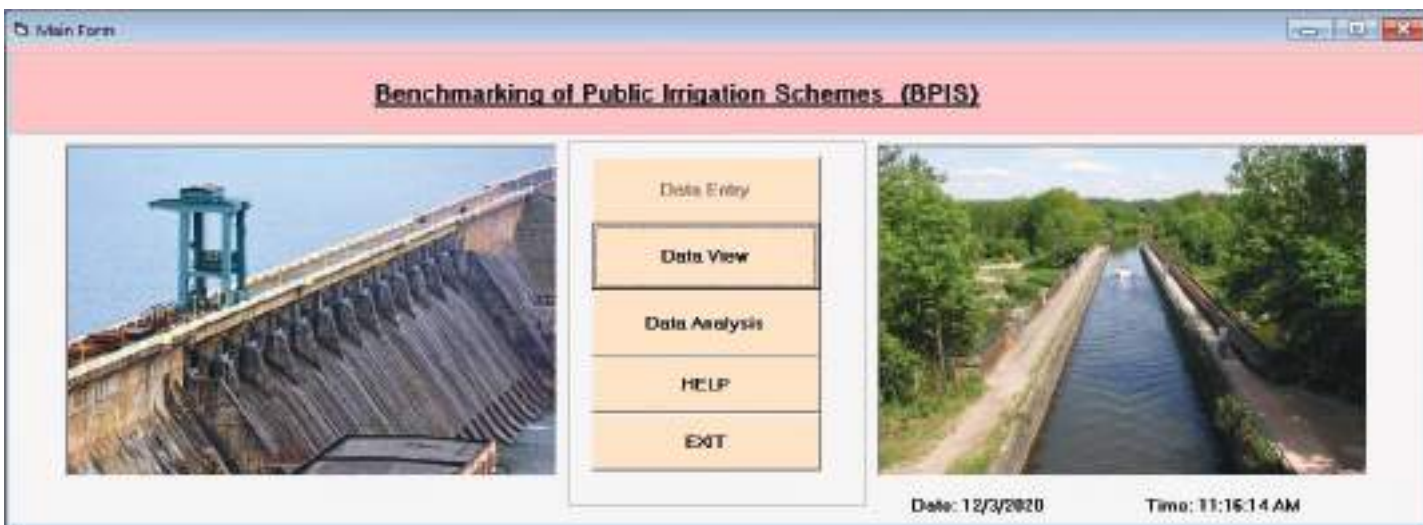 Main Form
Benchmarking of Public Irrigation Schemes (BPIS)
Data Entry
Data View
Data Analysis
HELP
EXIT
Date: 12/3/2020 Time: 11:16:14 AM